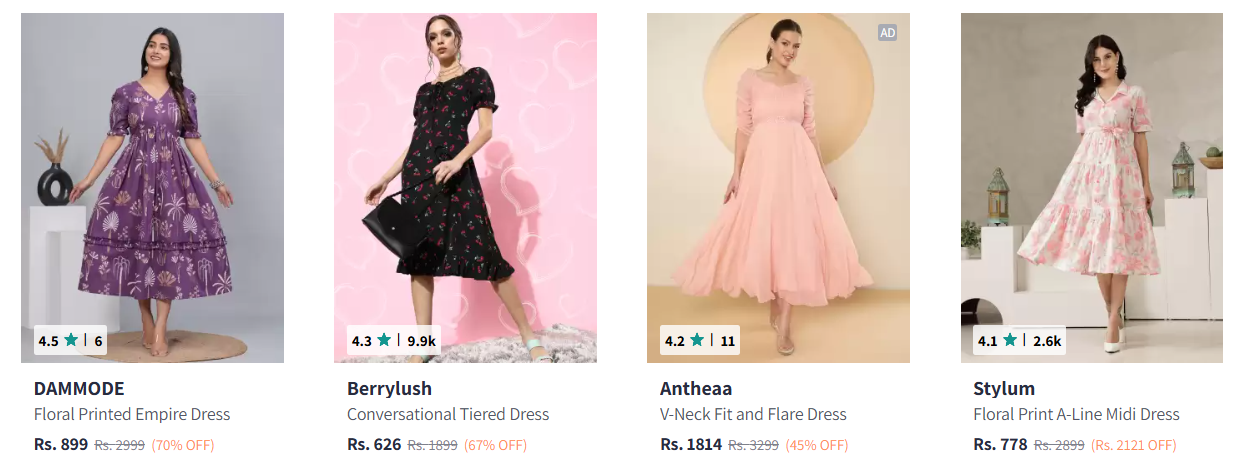 AD
4.5 ★ | 6
4.3 ★ | 9.9k
4.2 ★ | 11
4.1 ★ | 2.6k
DAMMODE
Floral Printed Empire Dress
Rs. 899 Rs. 2999 (70% OFF)
Berrylush
Conversational Tiered Dress
Rs. 626 Rs. 1899 (67% OFF)
Antheaa
V-Neck Fit and Flare Dress
Rs. 1814 Rs. 3299 (45% OFF)
Stylum
Floral Print A-Line Midi Dress
Rs. 778 Rs. 2899 (Rs. 2121 OFF)